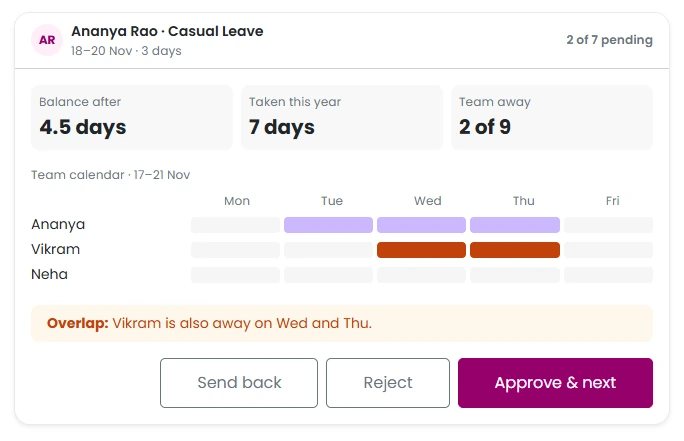 AR
Ananya Rao · Casual Leave
18–20 Nov · 3 days
2 of 7 pending
Balance after
4.5 days
Taken this year
7 days
Team away
2 of 9
Team calendar · 17–21 Nov
Mon Tue Wed Thu Fri
Ananya
Vikram
Neha
Overlap: Vikram is also away on Wed and Thu.
Send back
Reject
Approve & next